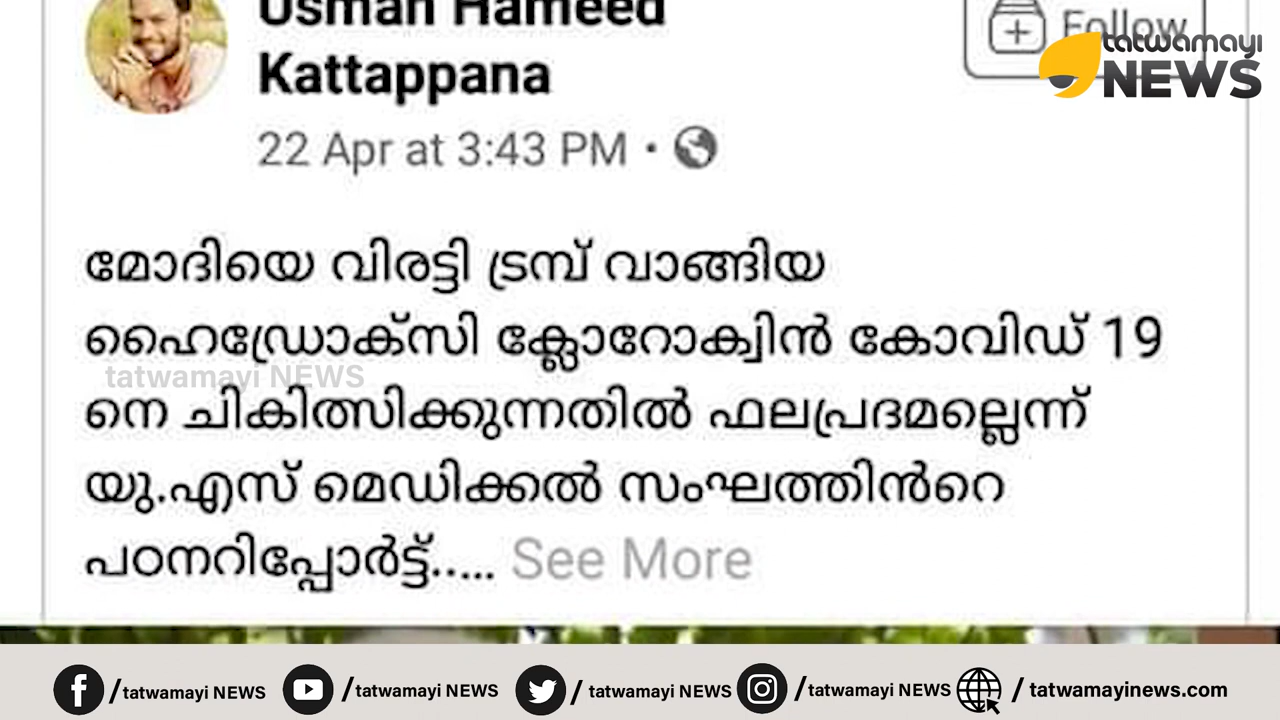 Usman Hameed
Kattappana
Follow
tatwamayi
NEWS
22 Apr at 3:43 PM •
മോദിയെ വിരട്ടി ട്രമ്പ് വാങ്ങിയ
ഹൈഡ്രോക്സി ക്ലോറോക്വിൻ കോവിഡ് 19
tatwamayi NEWS
നെ ചികിത്സിക്കുന്നതിൽ ഫലപ്രദമല്ലെന്ന്
യു.എസ് മെഡിക്കൽ സംഘത്തിൻറെ
പഠനറിപ്പോർട്ട്..... See More
/tatwamayi NEWS /tatwamayi NEWS / tatwamayi NEWS /tatwamayi NEWS / tatwamayinews.com